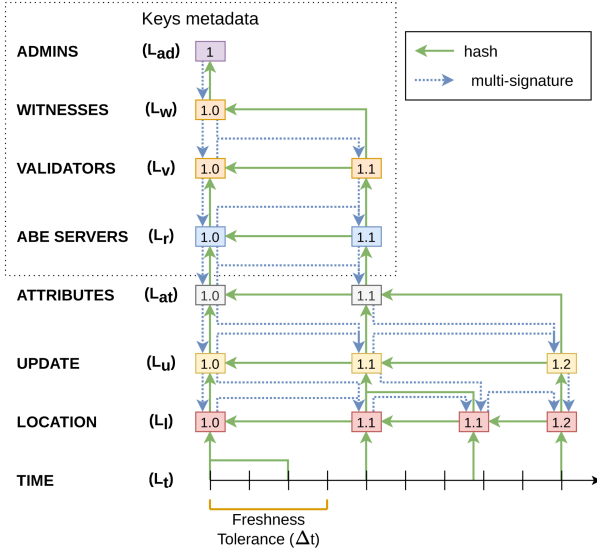 Keys metadata
ADMINS (Lad) 1
hash
multi-signature
WITNESSES (Lw) 1.0
VALIDATORS (Lv) 1.0 1.1
ABE SERVERS (Lr) 1.0 1.1
ATTRIBUTES (Lat) 1.0 1.1
UPDATE (Lu) 1.0 1.1 1.2
LOCATION (Ll) 1.0 1.1 1.1 1.2
TIME (Lt)
Freshness
Tolerance (Δt)